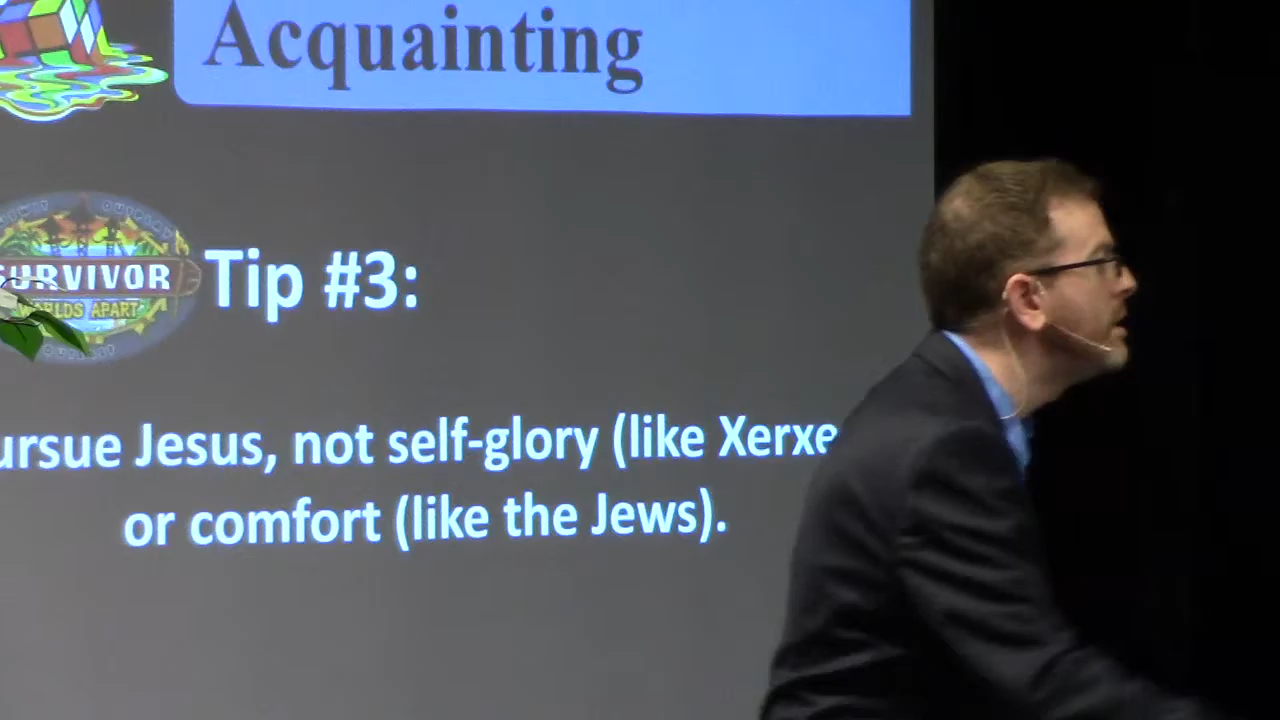 Acquainting
SURVIVOR
WORLDS APART
Tip #3:
ursue Jesus, not self-glory (like Xerxe
or comfort (like the Jews).